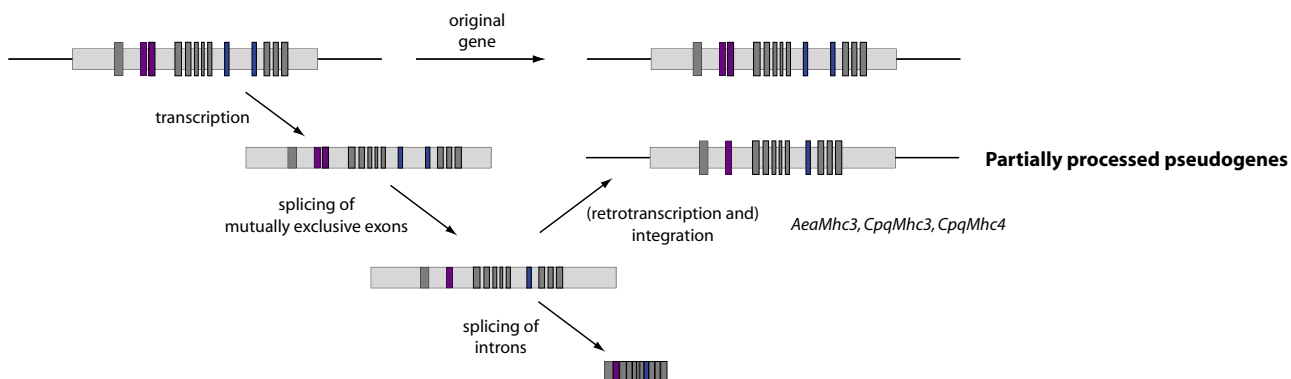 original
gene
transcription
Partially processed pseudogenes
splicing of
mutually exclusive exons
(retrotranscription and)
integration
AeaMhc3, CpqMhc3, CpqMhc4
splicing of
introns